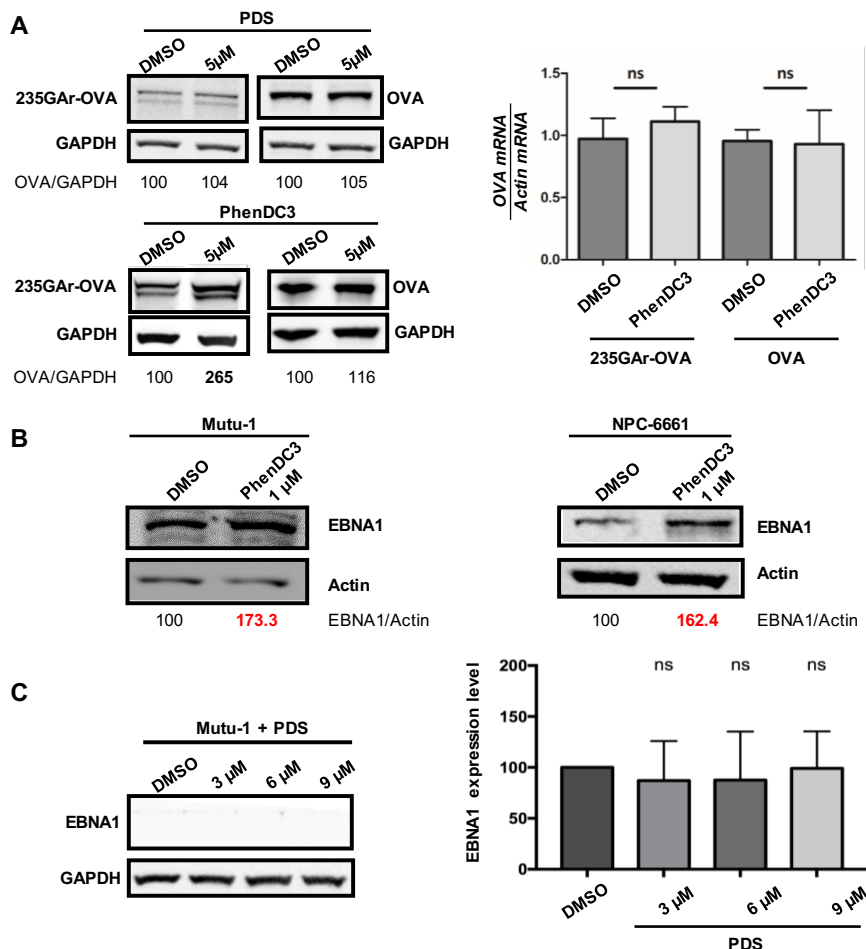 A
PDS
DMSO 5µM DMSO 5µM
235GAr-OVA OVA
GAPDH GAPDH
OVA/GAPDH 100 104 100 105
PhenDC3
DMSO 5µM DMSO 5µM
235GAr-OVA OVA
GAPDH GAPDH
OVA/GAPDH 100 265 100 116
OVA mRNA
Actin mRNA
1.5
1.0
0.5
0.0
ns ns
DMSO PhenDC3 DMSO PhenDC3
235GAr-OVA OVA
B
Mutu-1
DMSO PhenDC3 1 µM
EBNA1
Actin
100 173.3 EBNA1/Actin
NPC-6661
DMSO PhenDC3 1 µM
EBNA1
Actin
100 162.4 EBNA1/Actin
C
Mutu-1 + PDS
DMSO 3 µM 6 µM 9 µM
EBNA1
GAPDH
EBNA1 expression level
200
150
100
50
0
ns ns ns
DMSO 3 µM 6 µM 9 µM
PDS